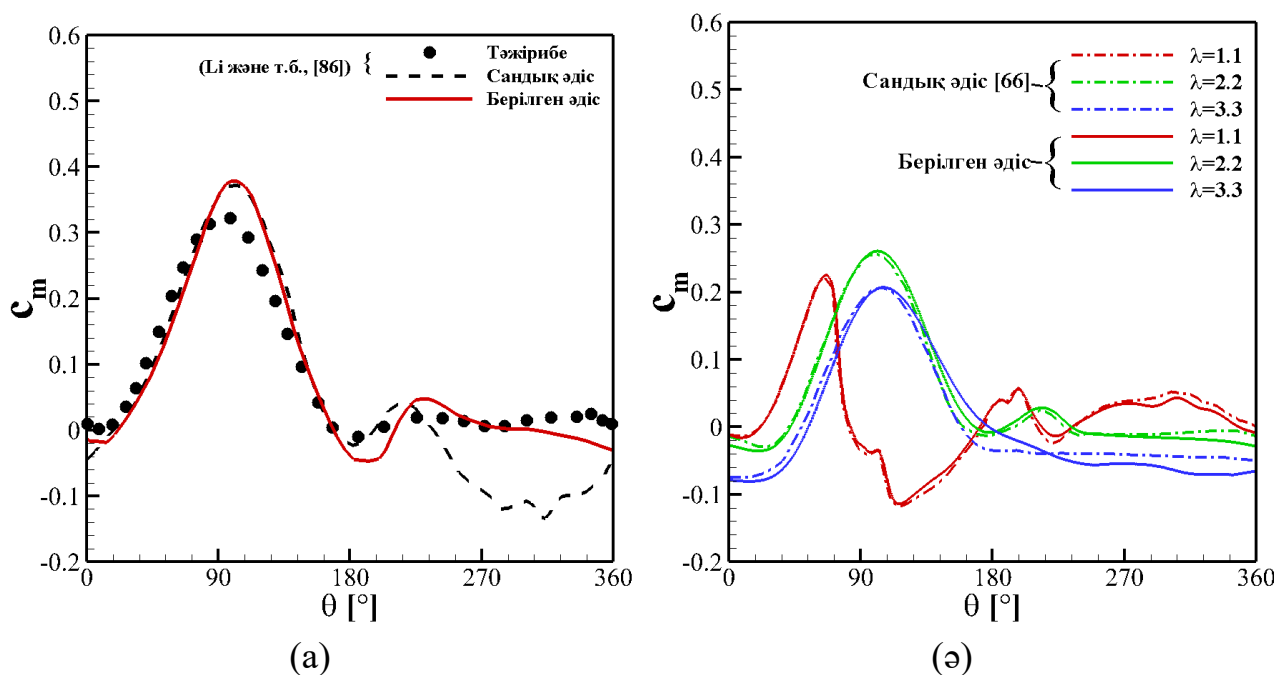 0.6
0.5
0.4
0.3
0.2
0.1
0
-0.1
-0.2
c_m
(Li және т.б., [86]) {
Тәжірибе
Сандық әдіс
Берілген әдіс
0 90 180 270 360
θ [°]
(а)
0.6
0.5
0.4
0.3
0.2
0.1
0
-0.1
-0.2
c_m
Сандық әдіс [66] {
λ=1.1
λ=2.2
λ=3.3
Берілген әдіс {
λ=1.1
λ=2.2
λ=3.3
0 90 180 270 360
θ [°]
(ә)